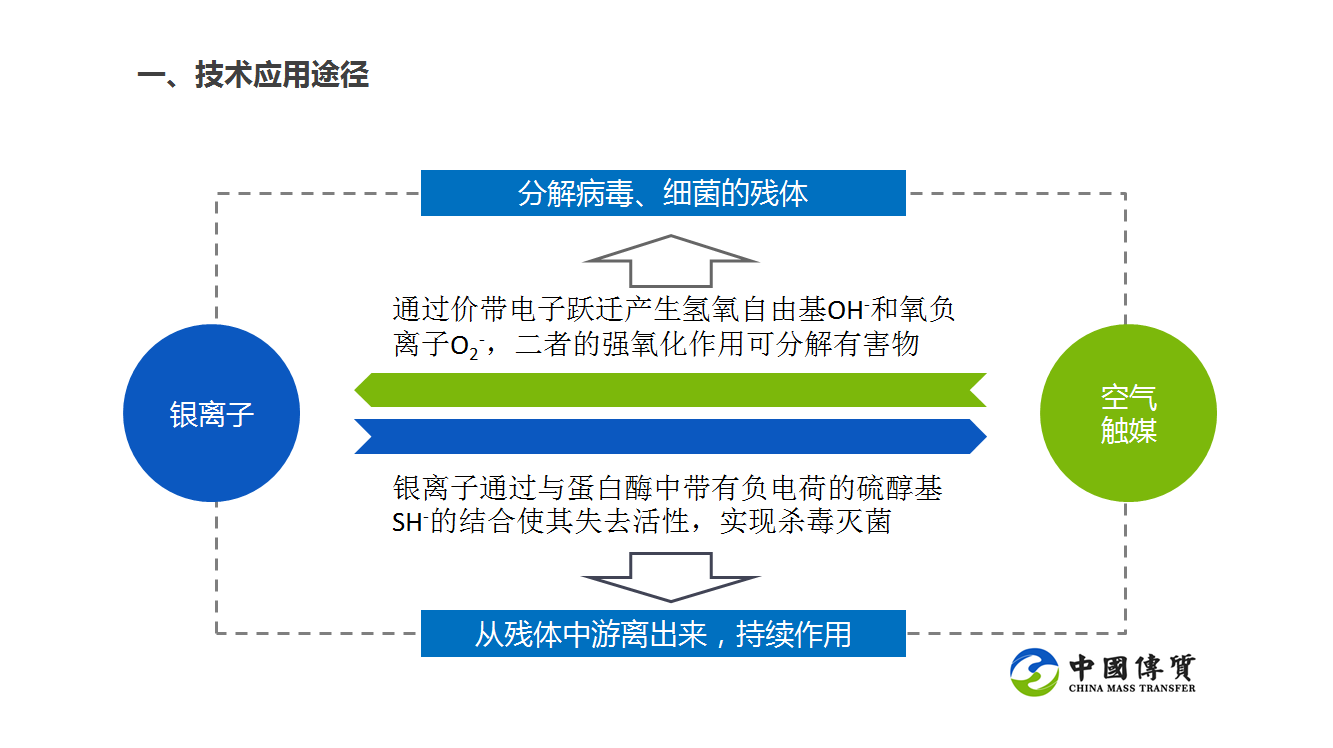 一、技术应用途径
分解病毒、细菌的残体
通过价带电子跃迁产生氢氧自由基OH-和氧负
离子O2-，二者的强氧化作用可分解有害物
银离子
空气
触媒
银离子通过与蛋白酶中带有负电荷的硫醇基
SH-的结合使其失去活性，实现杀毒灭菌
从残体中游离出来，持续作用
中國傳質
CHINA MASS TRANSFER